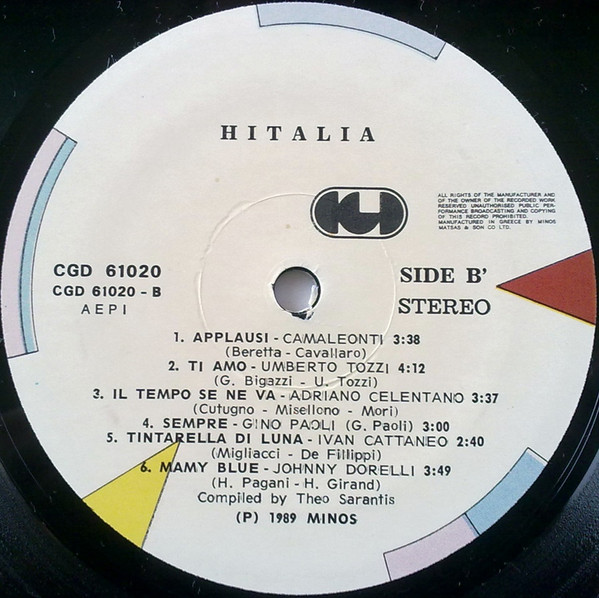 HITALIA
ALL RIGHTS OF THE MANUFACTURER AND
OF THE OWNER OF THE RECORDED WORK
RESERVED UNAUTHORISED PUBLIC PER-
FORMANCE BROADCASTING AND COPYING
OF THIS RECORD PROHIBITED.
MANUFACTURED IN GREECE BY MINOS
MATSAS & SON CO LTD.
CGD 61020
CGD 61020 - B
AEPI
SIDE B'
STEREO
1. APPLAUSI - CAMALEONTI 3:38
(Beretta - Cavallaro)
2. TI AMO - UMBERTO TOZZI 4:12
(G. Bigazzi - U. Tozzi)
3. IL TEMPO SE NE VA - ADRIANO CELENTANO 3:37
(Cutugno - Misellono - Mori)
4. SEMPRE - GINO PAOLI (G. Paoli) 3:00
5. TINTARELLA DI LUNA - IVAN CATTANEO 2:40
(Migliacci - De Fillippi)
6. MAMY BLUE - JOHNNY DORELLI 3:49
(H. Pagani - H. Girand)
Compiled by Theo Sarantis
(P) 1989 MINOS